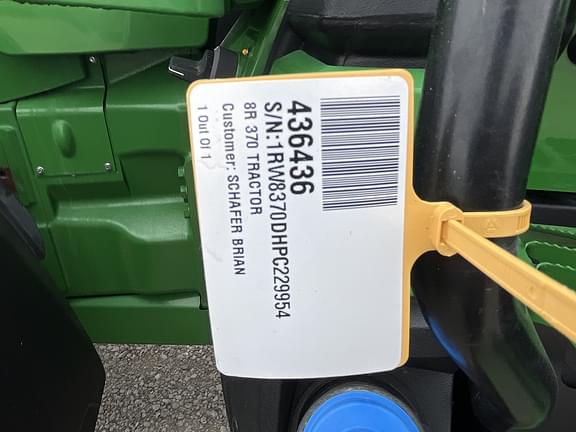 436436
S/N:1RW8370DHPC229954
8R 370 TRACTOR
Customer: SCHAFER BRIAN
1 Out Of 1